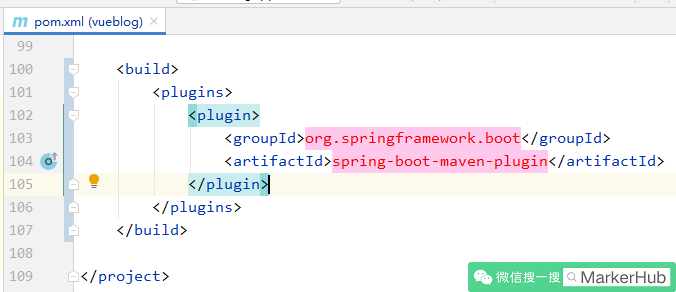 pom.xml (vueblog)
99
100 <build>
101 <plugins>
102 <plugin>
103 <groupId>org.springframework.boot</groupId>
104 <artifactId>spring-boot-maven-plugin</artifactId>
105 </plugin>
106 </plugins>
107 </build>
108
109 </project>
微信搜一搜 MarkerHub